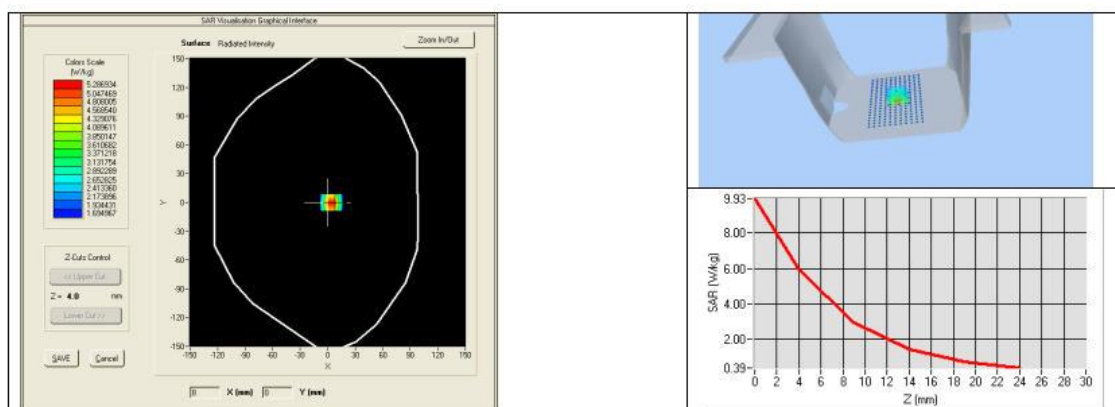 SAR Visualisation Graphical Interface
Surface Radiated Intensity
Zoom In/Out
Colors Scale
(W/kg)
5.286934
5.047469
4.808005
4.568540
4.329076
4.089611
3.850147
3.610682
3.371218
3.131754
2.892289
2.652825
2.413360
2.173896
1.934431
1.694967
150
120
90
60
30
0
-30
-60
-90
-120
-150
Y
-150 -120 -90 -60 -30 0 30 60 90 120 150
X
Z-Cuts Control
<< Upper Cut
Z = 4.0 mm
Lower Cut >>
SAVE Cancel
X (mm) Y (mm)
9.93
8.00
6.00
4.00
2.00
0.39
SAR (W/kg)
0 2 4 6 8 10 12 14 16 18 20 22 24 26 28 30
Z (mm)